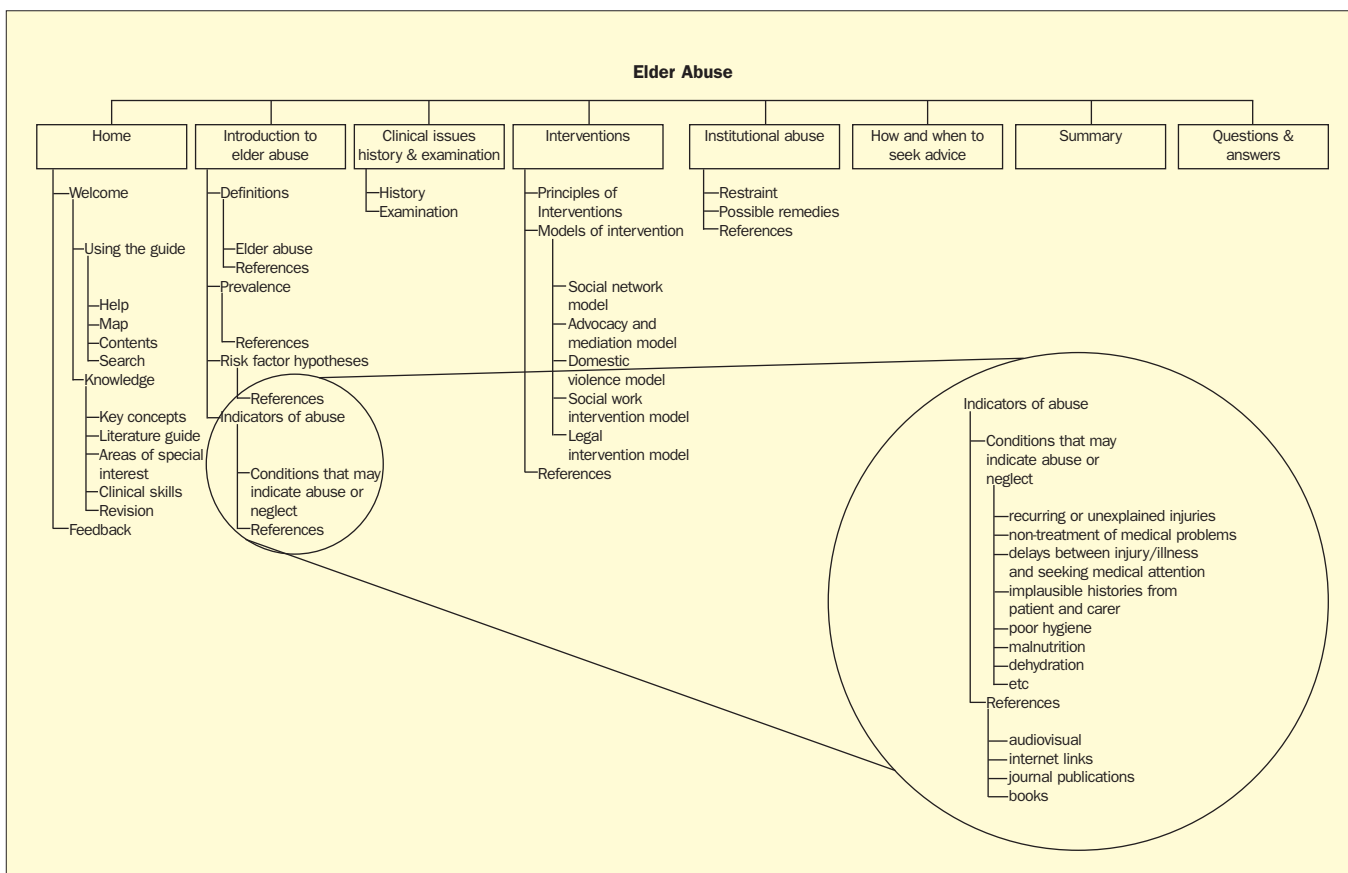 Elder Abuse
Home
Introduction to
elder abuse
Clinical issues
history & examination
Interventions
Institutional abuse
How and when to
seek advice
Summary
Questions &
answers
Welcome
Using the guide
Help
Map
Contents
Search
Knowledge
Key concepts
Literature guide
Areas of special
interest
Clinical skills
Revision
Feedback
Definitions
Elder abuse
References
Prevalence
References
Risk factor hypotheses
References
Indicators of abuse
Conditions that may
indicate abuse or
neglect
References
History
Examination
Principles of
Interventions
Models of intervention
Social network
model
Advocacy and
mediation model
Domestic
violence model
Social work
intervention model
Legal
intervention model
References
Restraint
Possible remedies
References
Indicators of abuse
Conditions that may
indicate abuse or
neglect
recurring or unexplained injuries
non-treatment of medical problems
delays between injury/illness
and seeking medical attention
implausible histories from
patient and carer
poor hygiene
malnutrition
dehydration
etc
References
audiovisual
internet links
journal publications
books